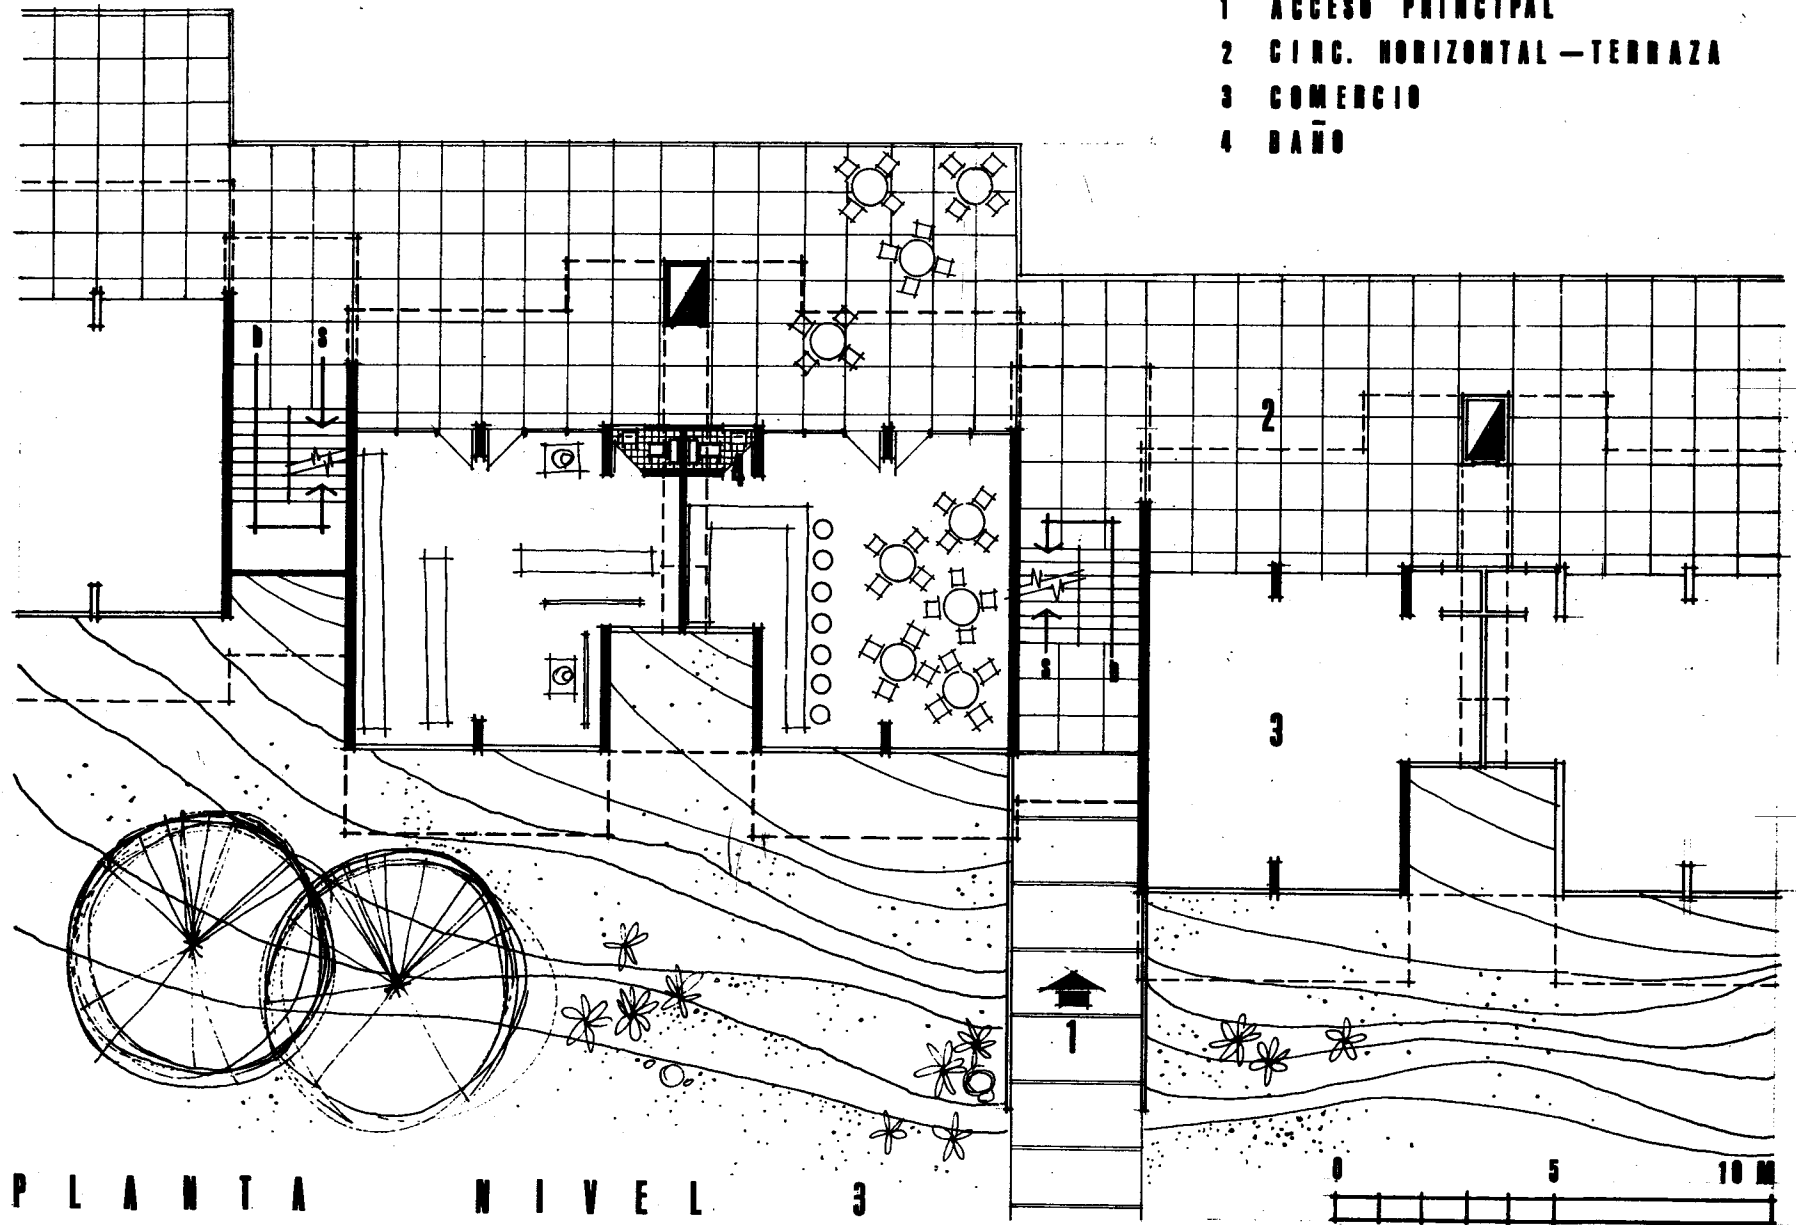 1 ACCESO PRINCIPAL
2 CIRC. HORIZONTAL—TERRAZA
3 COMERCIO
4 BAÑO
b s
2
4
s b
3
1
0 5 10 M
PLANTA NIVEL 3